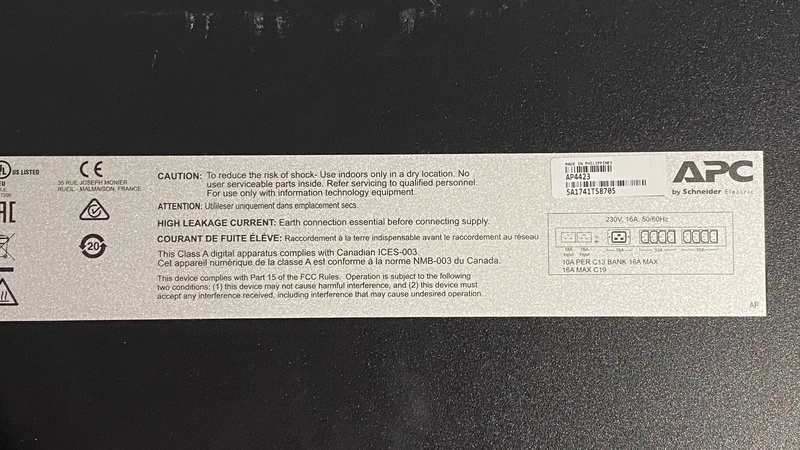 US LISTED
35 RUE JOSEPH MONIER
RUEIL - MALMAISON, FRANCE
20
CAUTION: To reduce the risk of shock- Use indoors only in a dry location. No
user serviceable parts inside. Refer servicing to qualified personnel.
For use only with information technology equipment.
ATTENTION: Utiliser uniquement dans emplacement secs.
HIGH LEAKAGE CURRENT: Earth connection essential before connecting supply.
COURANT DE FUITE ÉLEVÉ: Raccordement à la terre indispensable avant le raccordement au réseau
This Class A digital apparatus complies with Canadian ICES-003.
Cet appareil numérique de la classe A est conforme à la norme NMB-003 du Canada.
This device complies with Part 15 of the FCC Rules. Operation is subject to the following
two conditions: (1) this device may not cause harmful interference, and (2) this device must
accept any interference received, including interference that may cause undesired operation.
MADE IN PHILIPPINES
AP4423
5A1741T58705
APC
by Schneider Electric
230V, 16A, 50/60Hz
16A 16A 16A
Input Input
10A PER C13 BANK 16A MAX
16A MAX C19
AP